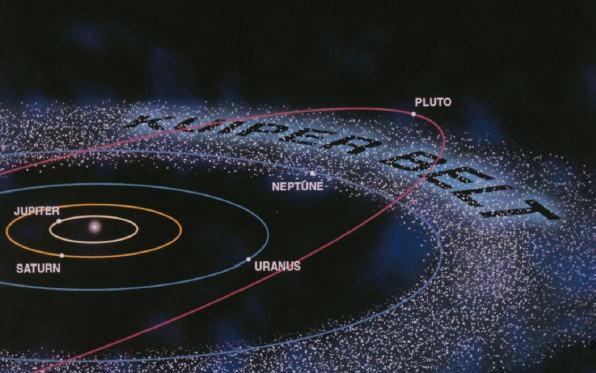 PLUTO
KUIPER BELT
NEPTUNE
JUPITER
SATURN
URANUS